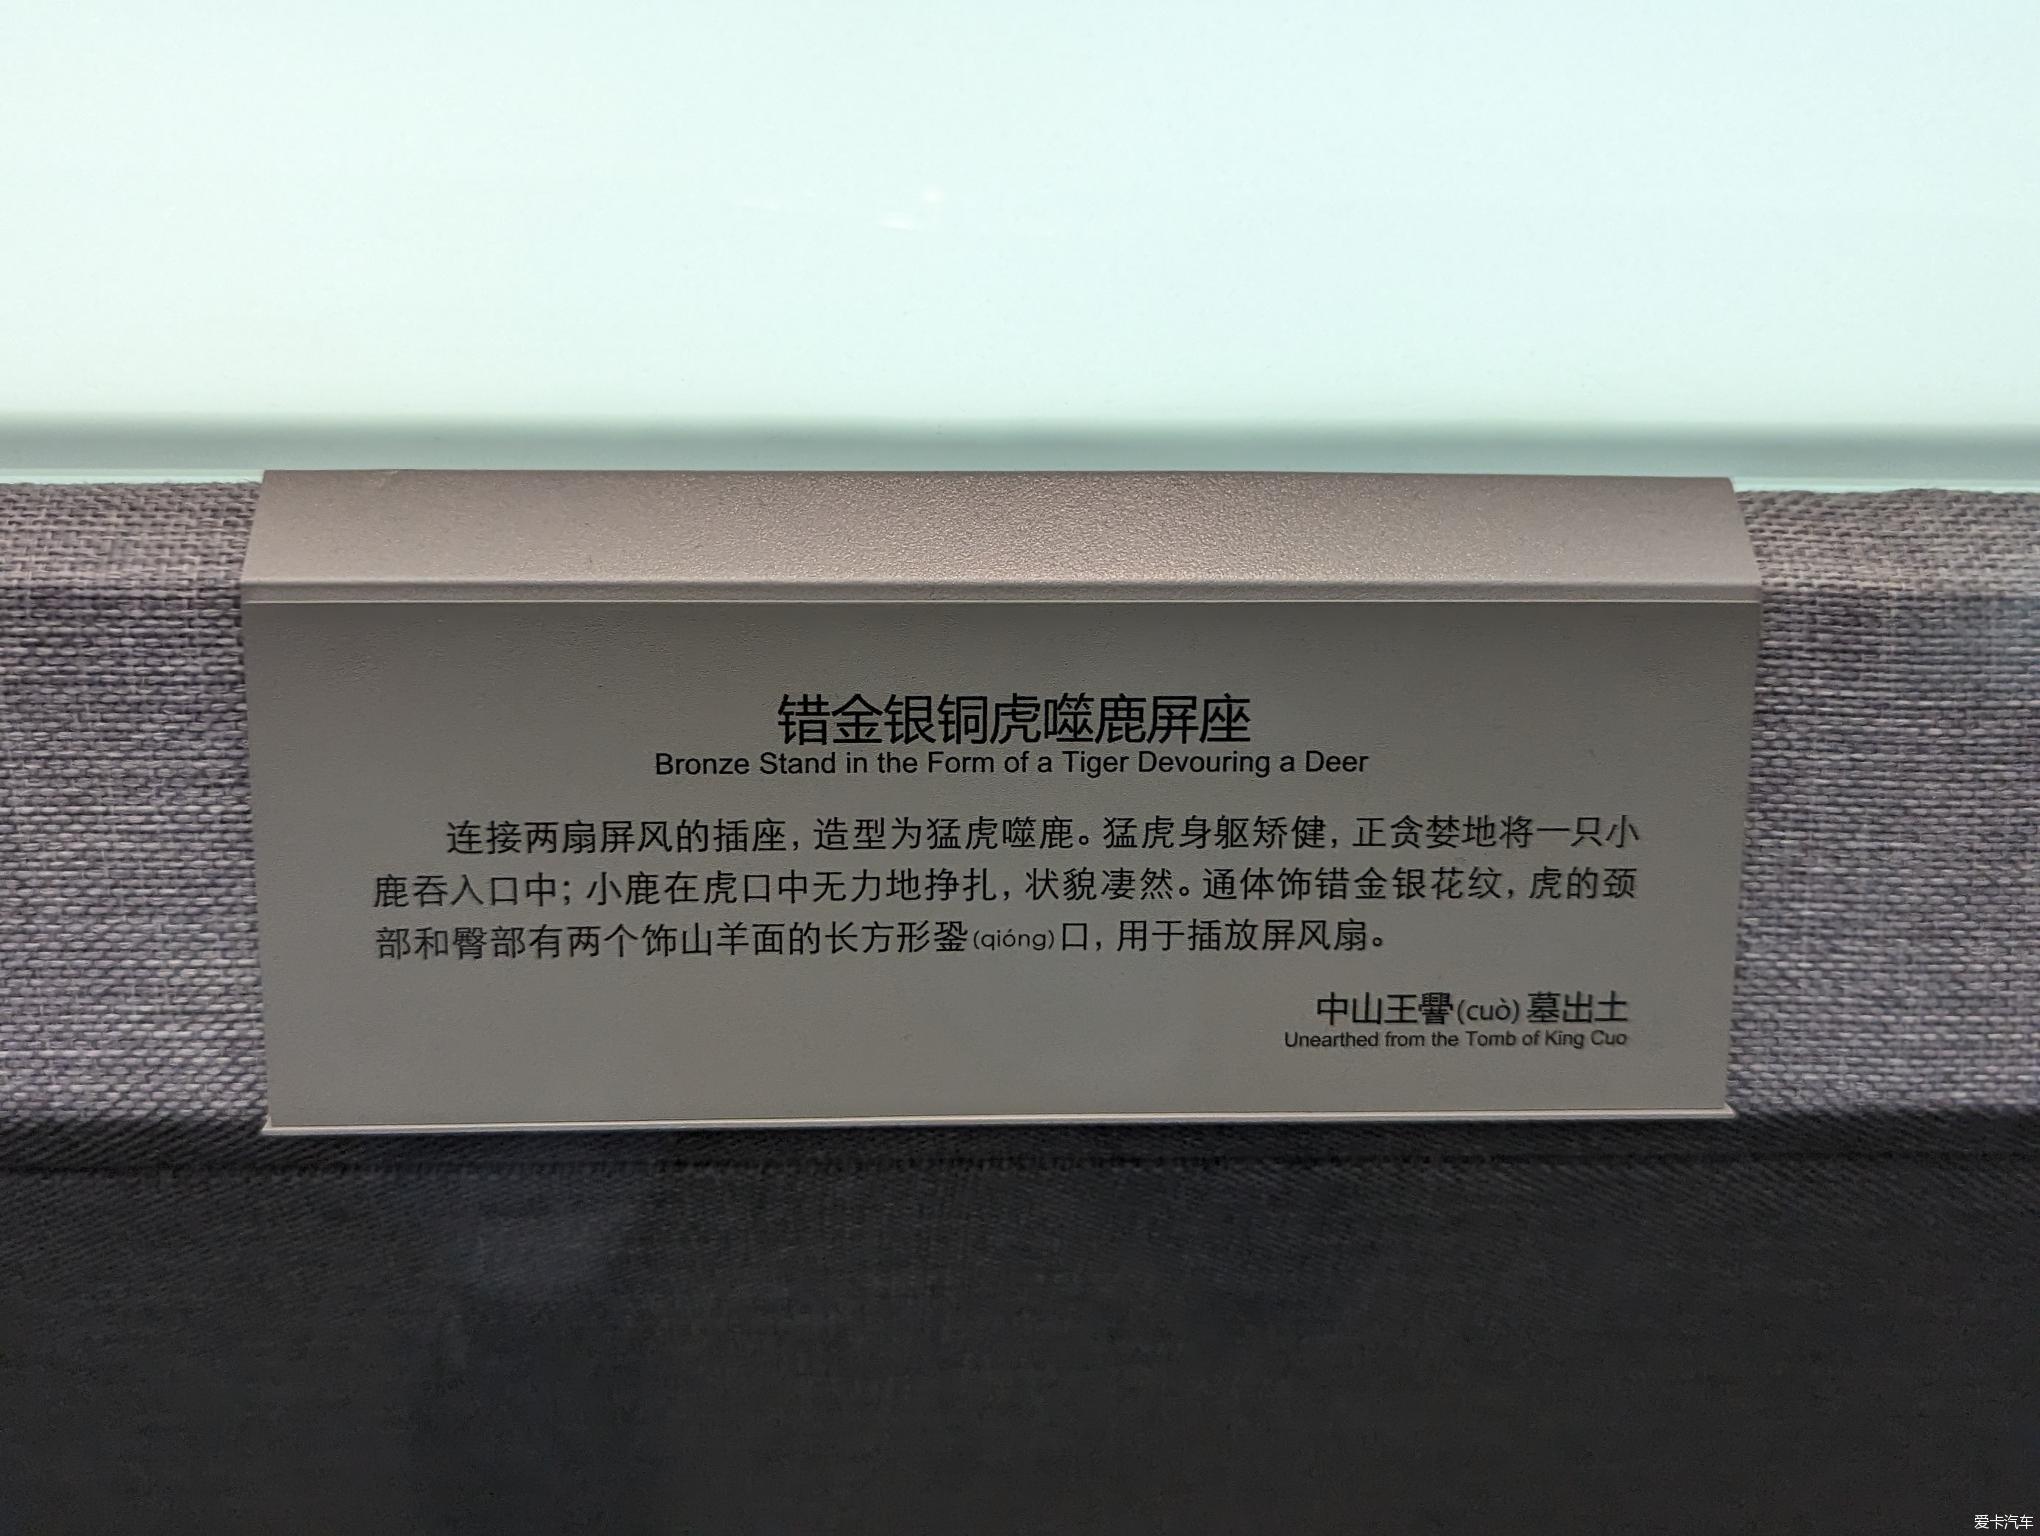 错金银铜虎噬鹿屏座
Bronze Stand in the Form of a Tiger Devouring a Deer
连接两扇屏风的插座，造型为猛虎噬鹿。猛虎身躯矫健，正贪婪地将一只小
鹿吞入口中；小鹿在虎口中无力地挣扎，状貌凄然。通体饰错金银花纹，虎的颈
部和臀部有两个饰山羊面的长方形銎(qióng)口，用于插放屏风扇。
中山王𰯼(cuò)墓出土
Unearthed from the Tomb of King Cuo
爱卡汽车